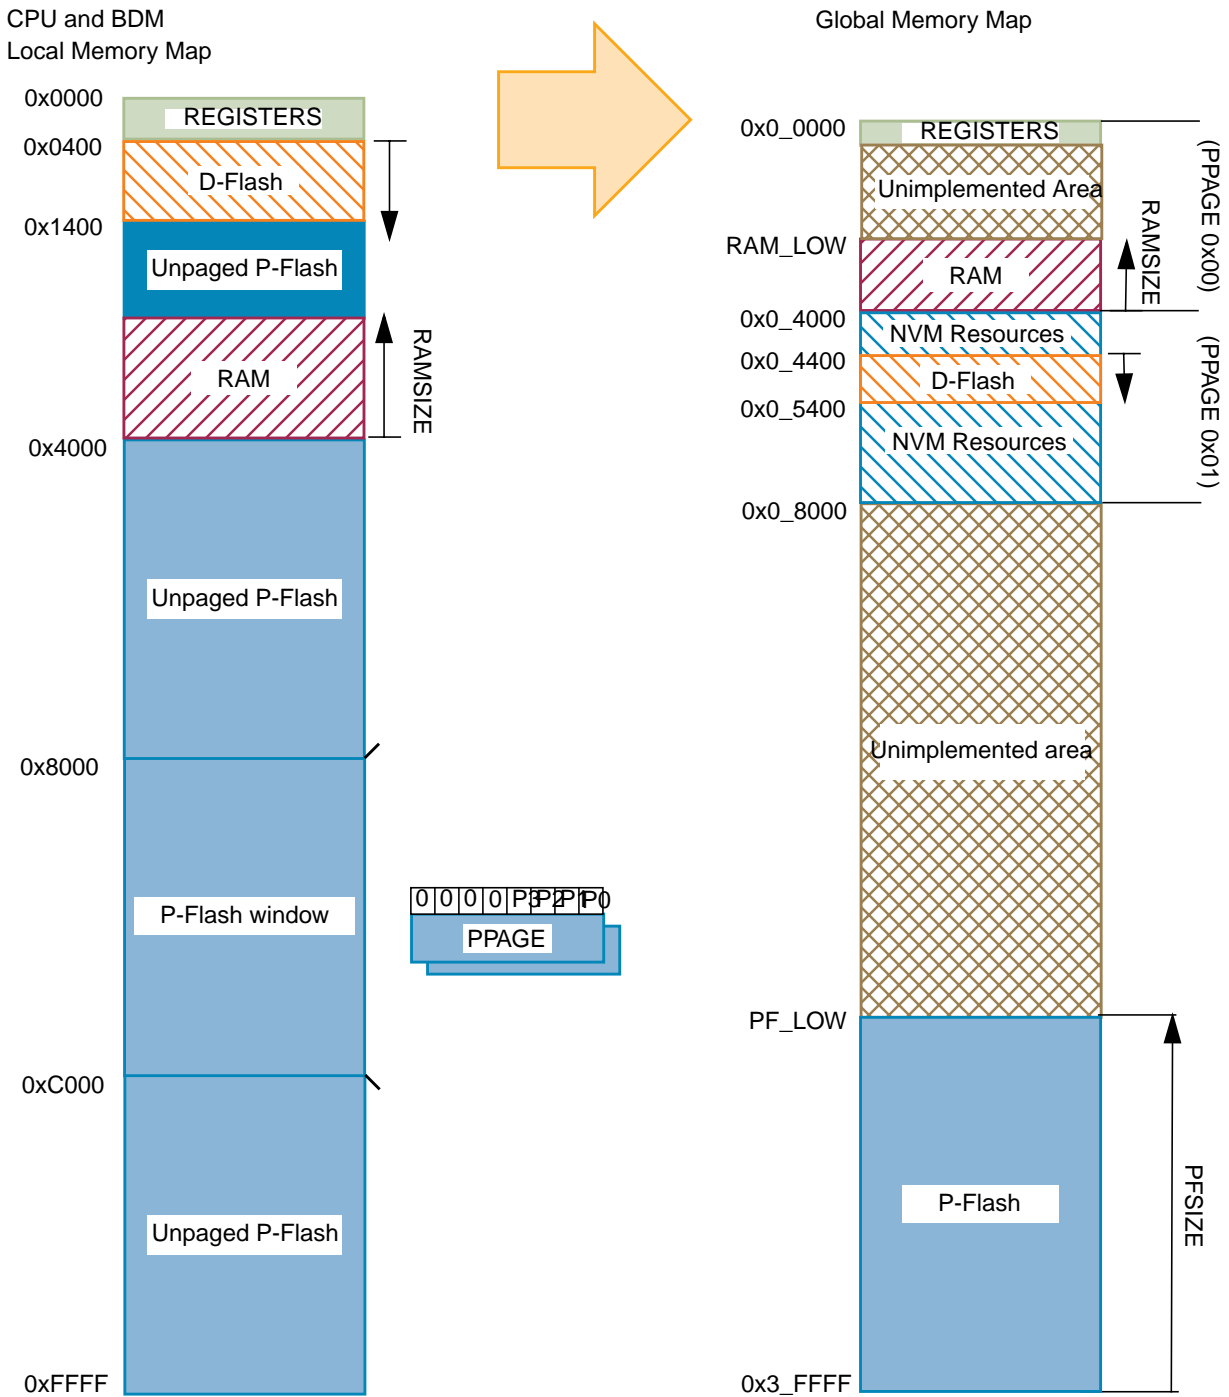 CPU and BDM
Local Memory Map
0x0000
REGISTERS
0x0400
D-Flash
0x1400
Unpaged P-Flash
RAM
RAMSIZE
0x4000
Unpaged P-Flash
0x8000
P-Flash window
0 0 0 0 P3 P2 P1 P0
PPAGE
0xC000
Unpaged P-Flash
0xFFFF
Global Memory Map
0x0_0000
REGISTERS
Unimplemented Area
(PPAGE 0x00)
RAM_LOW
RAM
RAMSIZE
0x0_4000
NVM Resources
0x0_4400
D-Flash
(PPAGE 0x01)
0x0_5400
NVM Resources
0x0_8000
Unimplemented area
PF_LOW
P-Flash
PFSIZE
0x3_FFFF